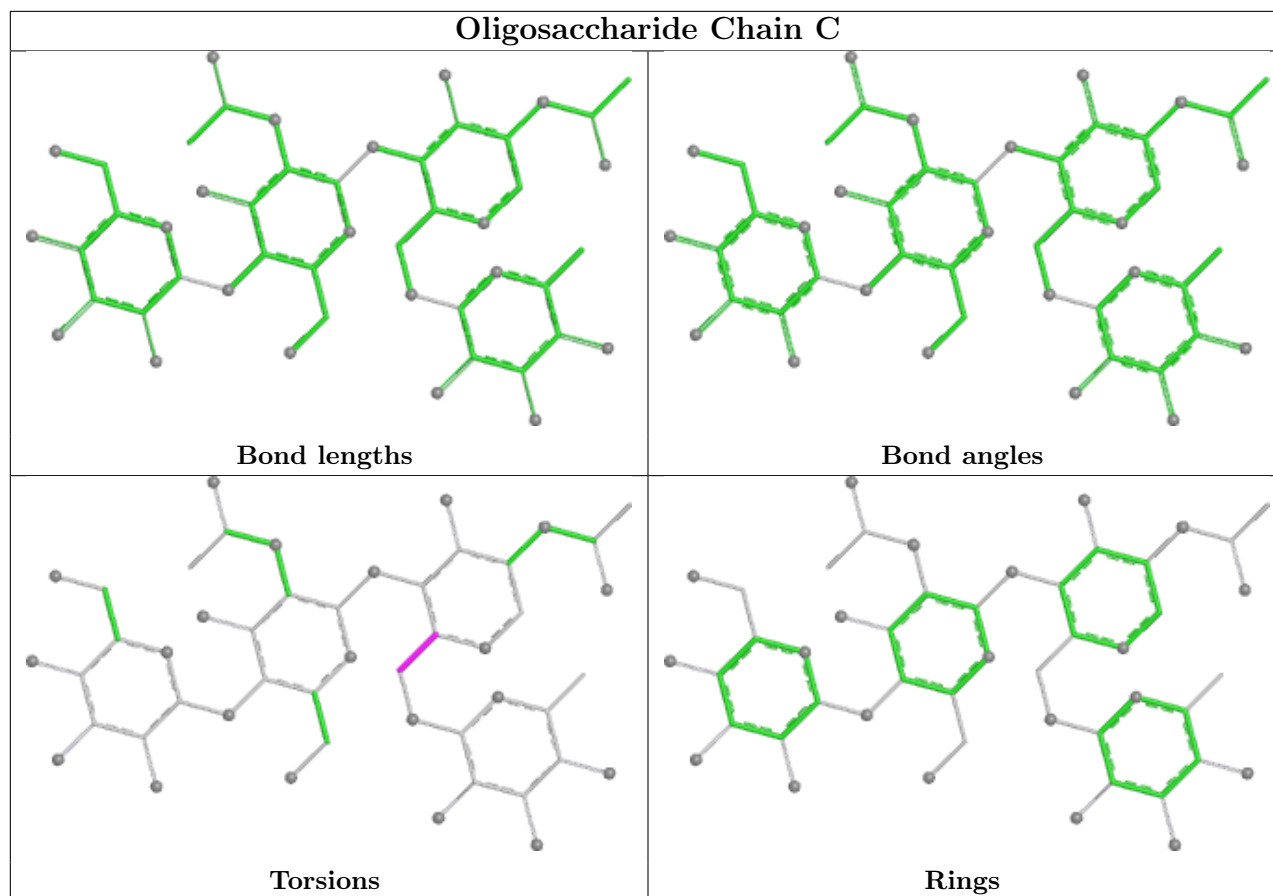 Oligosaccharide Chain C
Bond lengths
Bond angles
Torsions
Rings